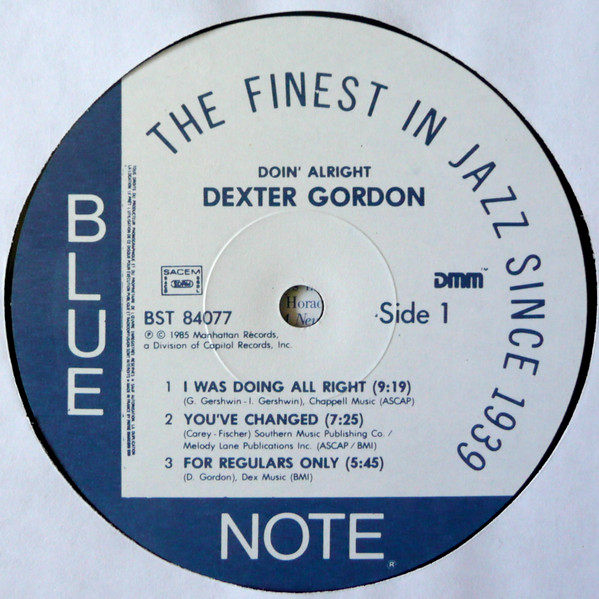 THE FINEST IN JAZZ SINCE 1939
DOIN' ALRIGHT
DEXTER GORDON
BLUE
SACEM
DMM™
Horac
BST 84077
Side 1
℗ © 1985 Manhattan Records,
a Division of Capitol Records, Inc.
1 I WAS DOING ALL RIGHT (9:19)
(G. Gershwin - I. Gershwin), Chappell Music (ASCAP)
2 YOU'VE CHANGED (7:25)
(Carey - Fischer) Southern Music Publishing Co. /
Melody Lane Publications Inc. (ASCAP / BMI)
3 FOR REGULARS ONLY (5:45)
(D. Gordon), Dex Music (BMI)
NOTE®